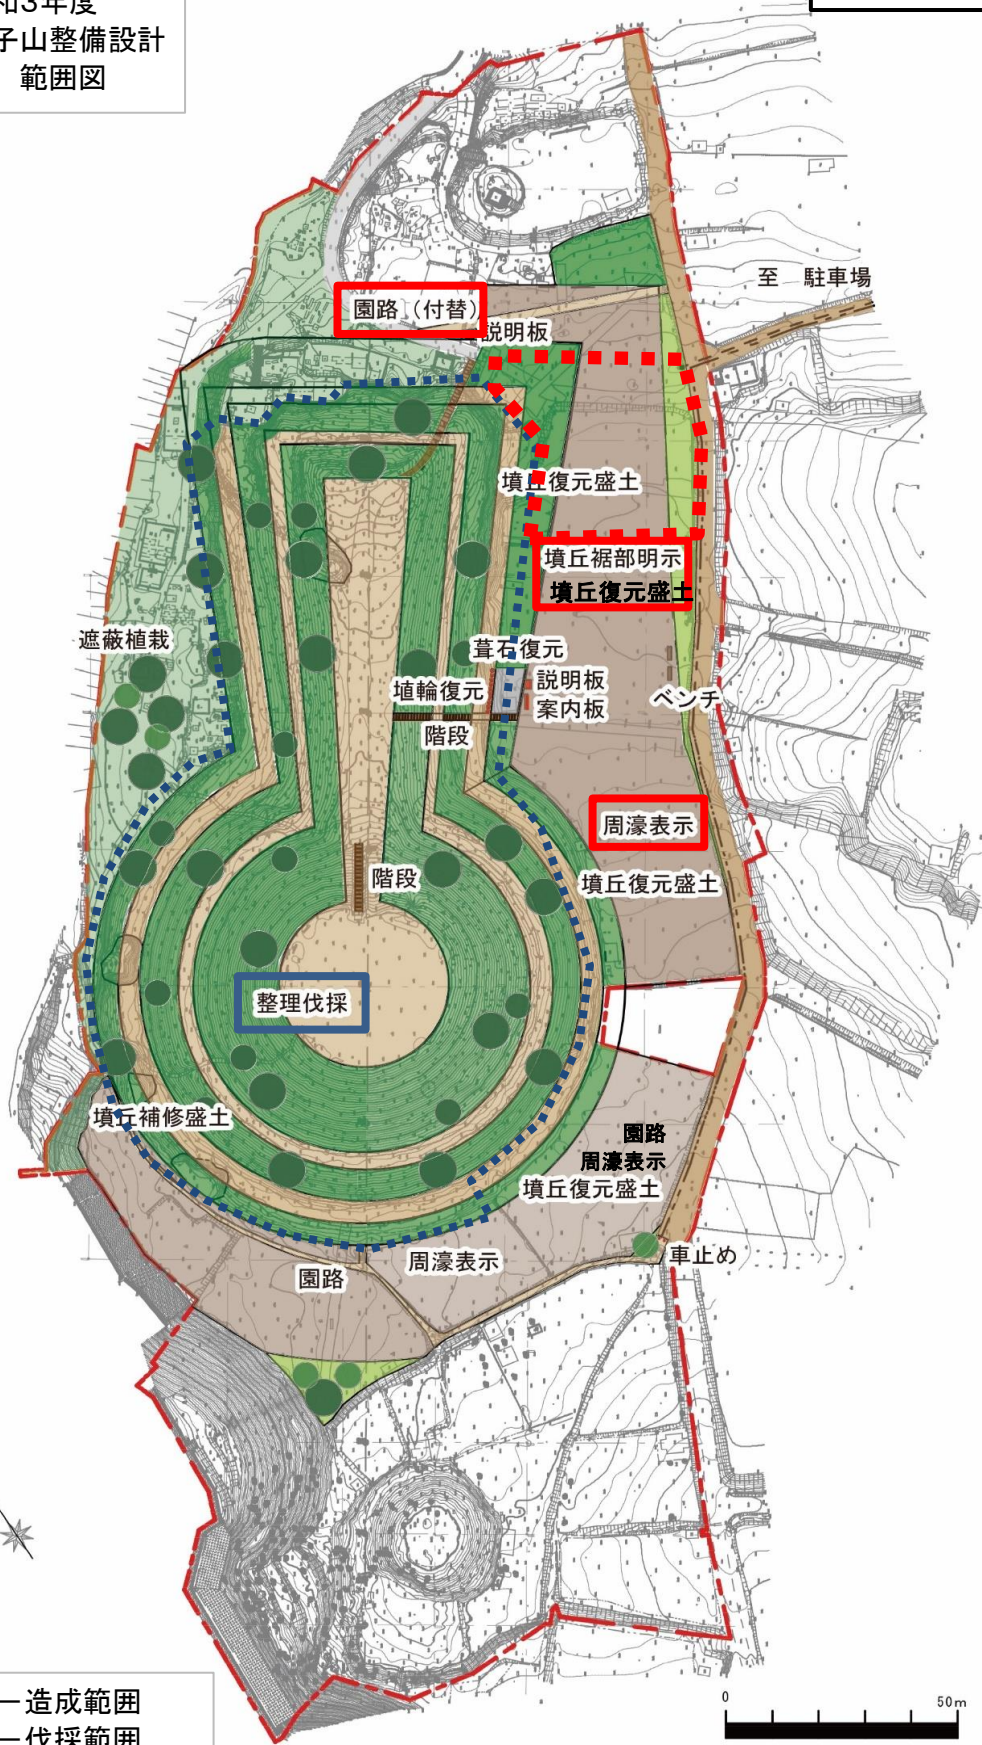 和3年度
子山整備設計
範囲図
至 駐車場
園路（付替）
説明板
墳丘復元盛土
墳丘裾部明示
墳丘復元盛土
遮蔽植栽
葺石復元
埴輪復元
説明板
案内板
ベンチ
階段
周濠表示
階段
墳丘復元盛土
整理伐採
墳丘補修盛土
園路
周濠表示
墳丘復元盛土
周濠表示
車止め
園路
ー造成範囲
ー伐採範囲
0 50m